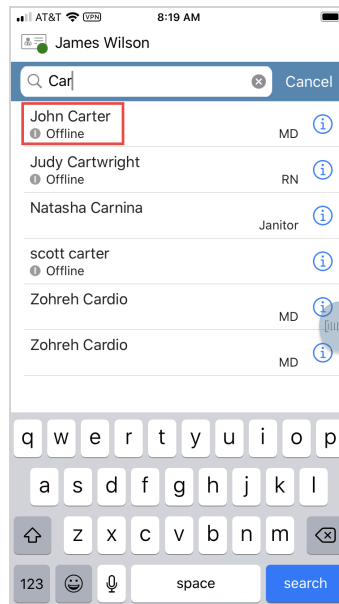 AT&T VPN 8:19 AM
James Wilson
Car Cancel
John Carter
Offline MD
Judy Cartwright
Offline RN
Natasha Carnina
Janitor
scott carter
Offline
Zohreh Cardio
MD
Zohreh Cardio
MD
q w e r t y u i o p
a s d f g h j k l
z x c v b n m
123 space search